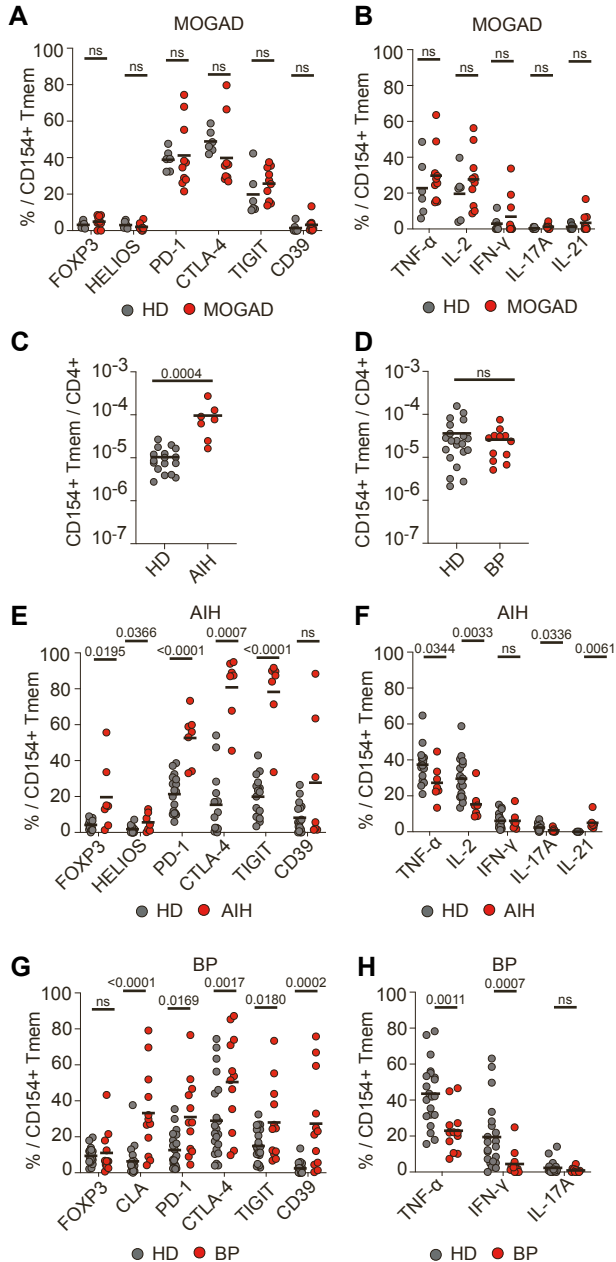 A
MOGAD
ns ns ns ns ns ns
% / CD154+ Tmem
100
80
60
40
20
0
FOXP3 HELIOS PD-1 CTLA-4 TIGIT CD39
HD MOGAD
B
MOGAD
ns ns ns ns ns
% / CD154+ Tmem
100
80
60
40
20
0
TNF-α IL-2 IFN-γ IL-17A IL-21
HD MOGAD
C
0.0004
CD154+ Tmem / CD4+
10-3
10-4
10-5
10-6
10-7
HD AIH
D
ns
CD154+ Tmem / CD4+
10-3
10-4
10-5
10-6
10-7
HD BP
E
AIH
0.0195 0.0366 <0.0001 0.0007 <0.0001 ns
% / CD154+ Tmem
100
80
60
40
20
0
FOXP3 HELIOS PD-1 CTLA-4 TIGIT CD39
HD AIH
F
AIH
0.0344 0.0033 ns 0.0336 0.0061
% / CD154+ Tmem
100
80
60
40
20
0
TNF-α IL-2 IFN-γ IL-17A IL-21
HD AIH
G
BP
ns <0.0001 0.0169 0.0017 0.0180 0.0002
% / CD154+ Tmem
100
80
60
40
20
0
FOXP3 CLA PD-1 CTLA-4 TIGIT CD39
HD BP
H
BP
0.0011 0.0007 ns
% / CD154+ Tmem
100
80
60
40
20
0
TNF-α IFN-γ IL-17A
HD BP